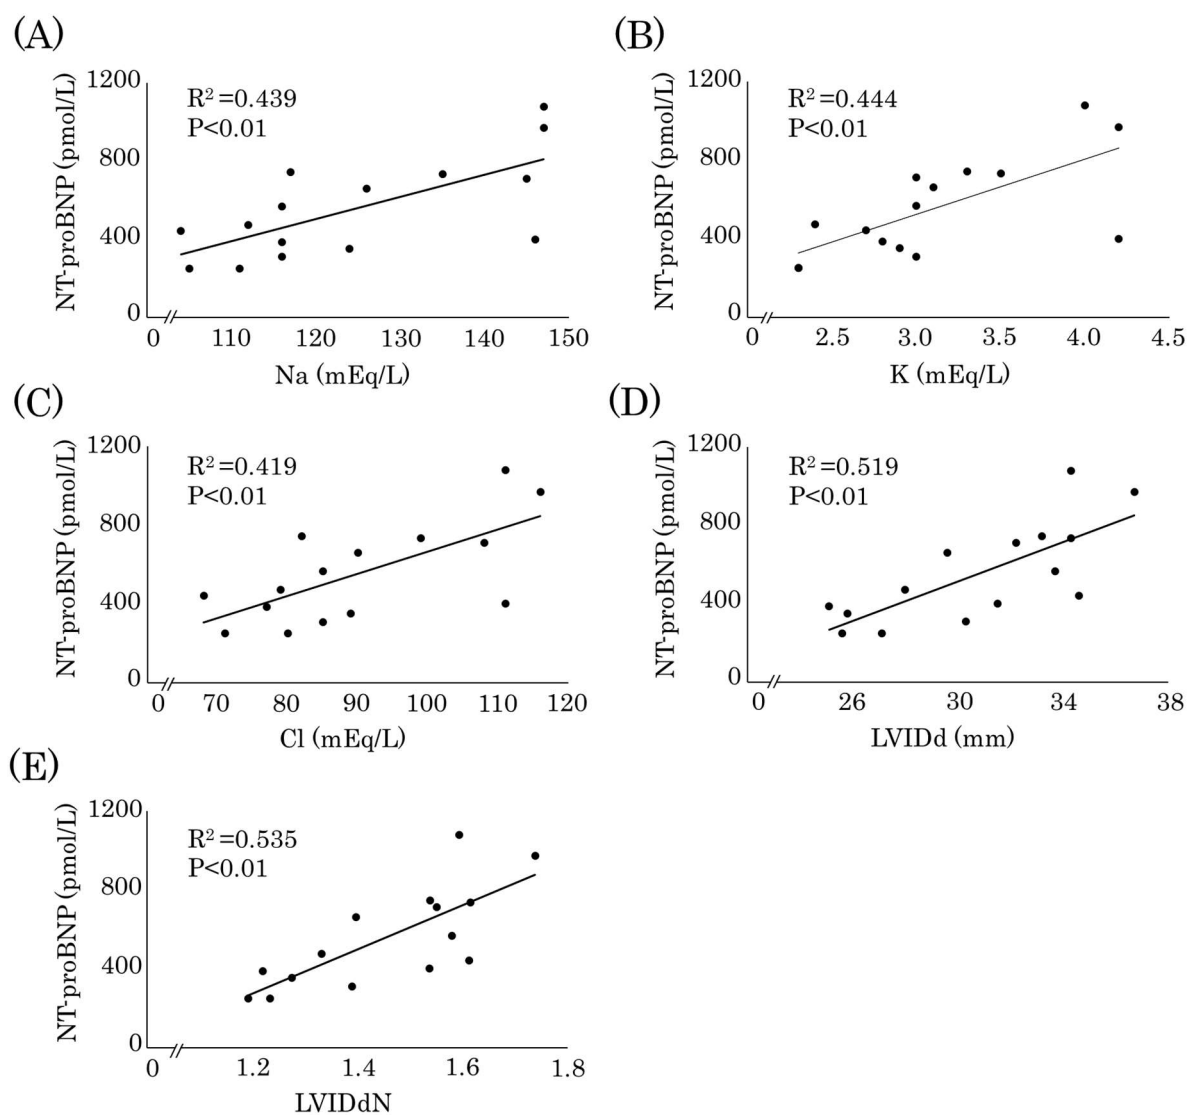 (A)
NT-proBNP (pmol/L)
1200
800
400
0
R²=0.439
P<0.01
0 110 120 130 140 150
Na (mEq/L)
(B)
NT-proBNP (pmol/L)
1200
800
400
0
R²=0.444
P<0.01
0 2.5 3.0 3.5 4.0 4.5
K (mEq/L)
(C)
NT-proBNP (pmol/L)
1200
800
400
0
R²=0.419
P<0.01
0 70 80 90 100 110 120
Cl (mEq/L)
(D)
NT-proBNP (pmol/L)
1200
800
400
0
R²=0.519
P<0.01
0 26 30 34 38
LVIDd (mm)
(E)
NT-proBNP (pmol/L)
1200
800
400
0
R²=0.535
P<0.01
0 1.2 1.4 1.6 1.8
LVIDdN